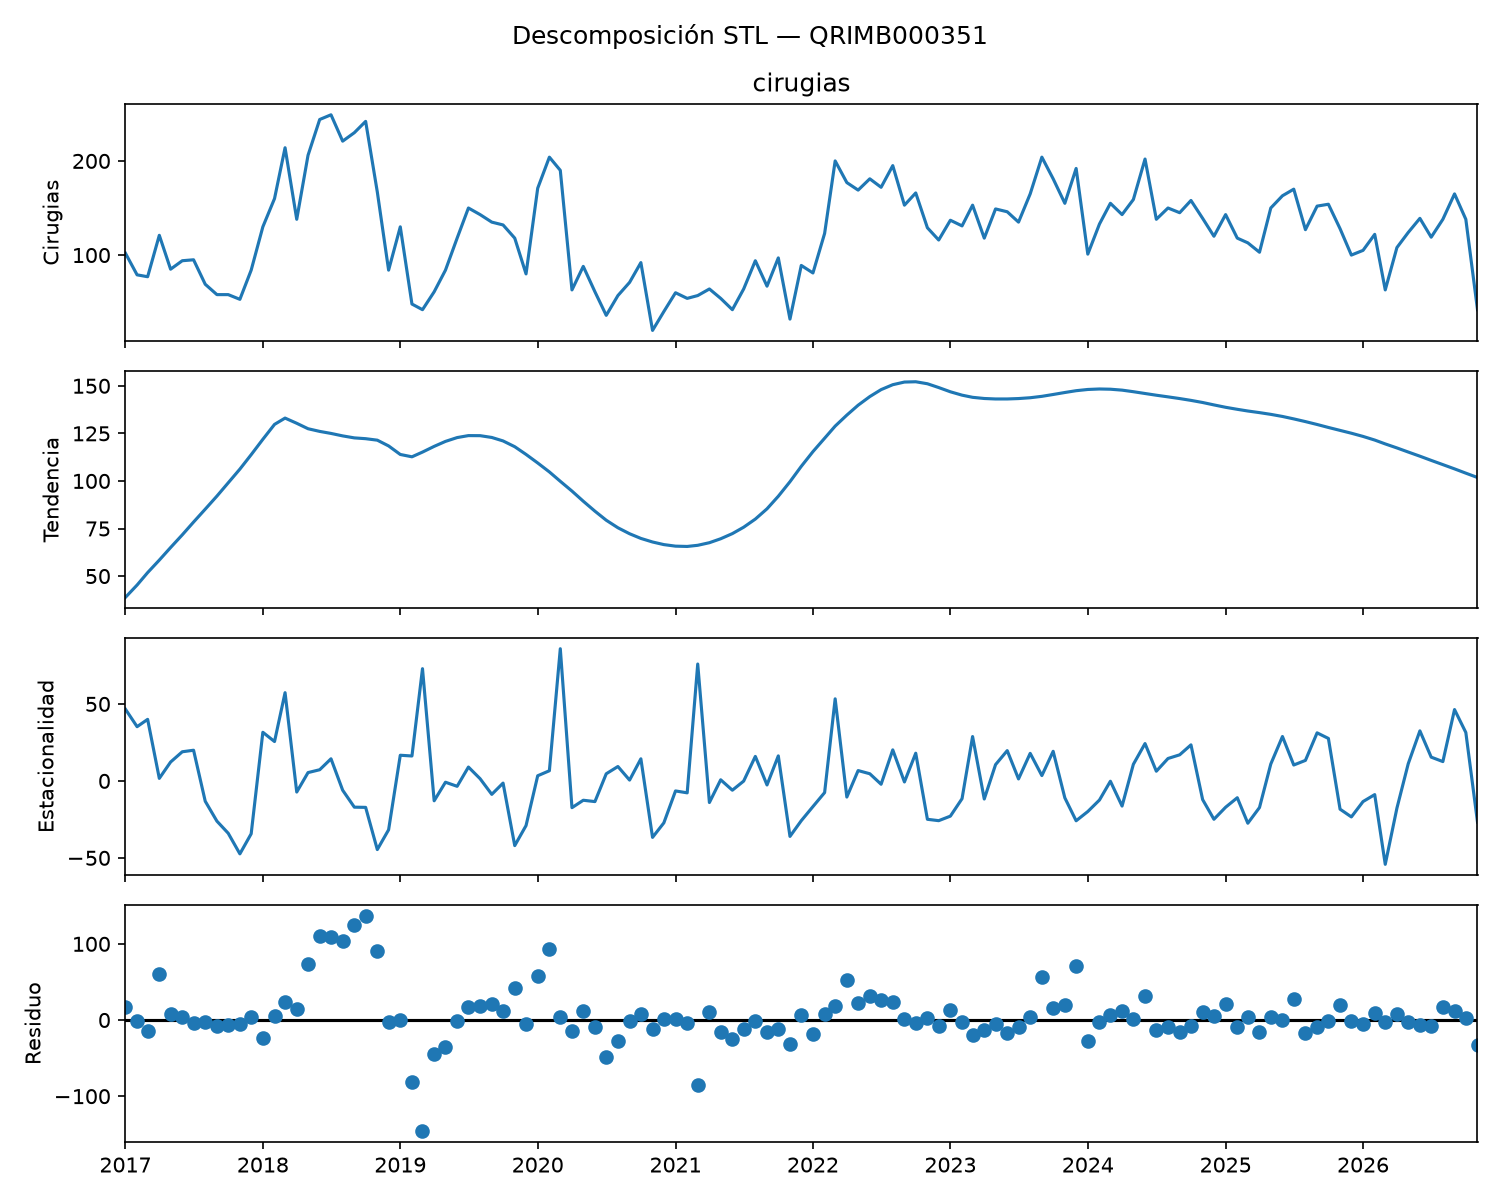 Descomposición STL — QRIMB000351
cirugias
Cirugias
200
100
Tendencia
150
125
100
75
50
Estacionalidad
50
0
−50
Residuo
100
0
−100
2017 2018 2019 2020 2021 2022 2023 2024 2025 2026